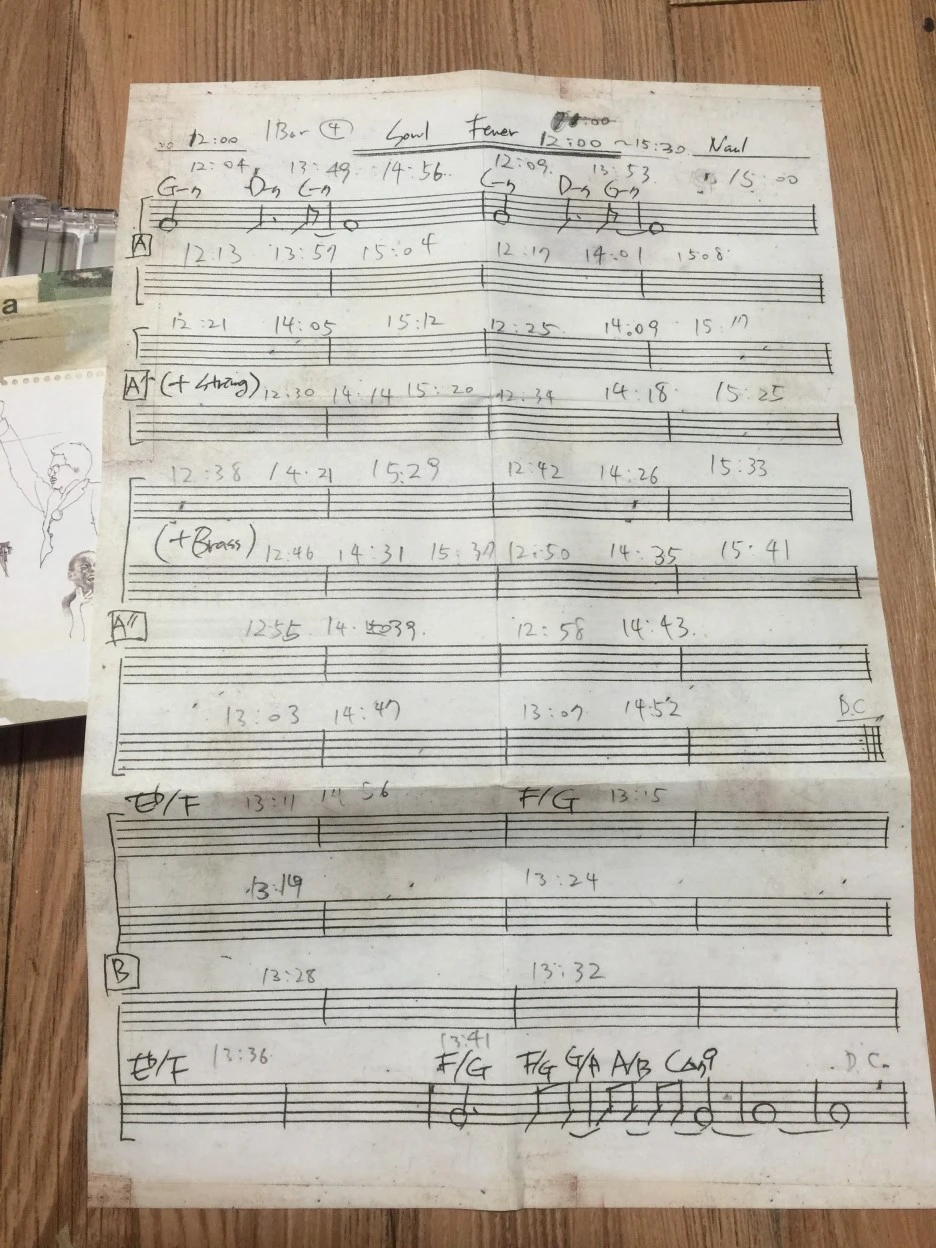 12:00 1Bar ④ Soul Fever 12:00 ~15:30 Naul
12:04 13:49 14:56 12:09 13:53 15:00
G-7 D-7 C-7 C-7 D-7 G-7
A 12:13 13:57 15:04 12:17 14:01 15:08
a
12:21 14:05 15:12 12:25 14:09 15:17
A' (+ String) 12:30 14:14 15:20 12:34 14:18 15:25
12:38 14:21 15:29 12:42 14:26 15:33
(+Brass) 12:46 14:31 15:37 12:50 14:35 15:41
A" 12:55 14:39 12:58 14:43
13:03 14:47 13:07 14:52 D.C
E♭/F 13:11 14 56 F/G 13:15
13:19 13:24
B 13:28 13:32
13:41
E♭/F 13:36 F/G F/G G/A A/B D.C.